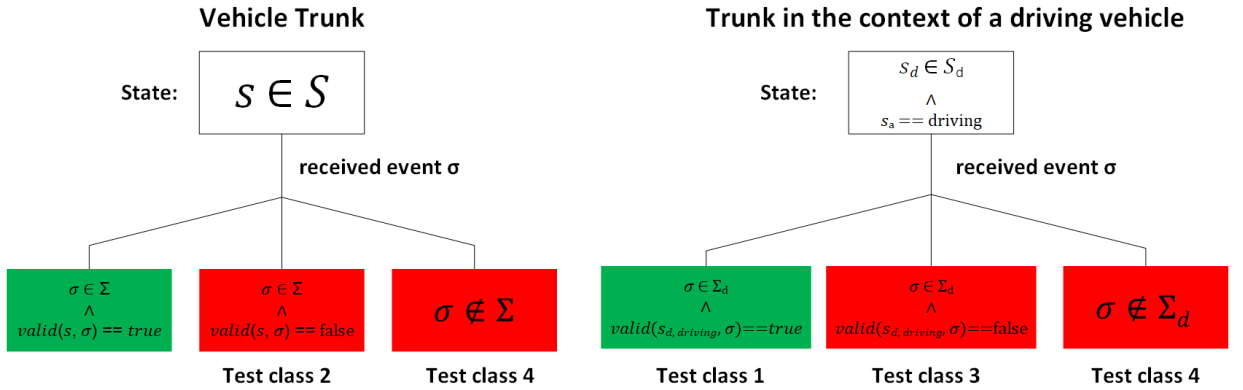 Vehicle Trunk
State:
s ∈ S
received event σ
σ ∈ Σ
∧
valid(s, σ) == true
σ ∈ Σ
∧
valid(s, σ) == false
σ ∉ Σ
Test class 2
Test class 4
Trunk in the context of a driving vehicle
State:
s_d ∈ S_d
∧
s_a == driving
received event σ
σ ∈ Σ_d
∧
valid(s_d, driving, σ)==true
σ ∈ Σ_d
∧
valid(s_d, driving, σ)==false
σ ∉ Σ_d
Test class 1
Test class 3
Test class 4